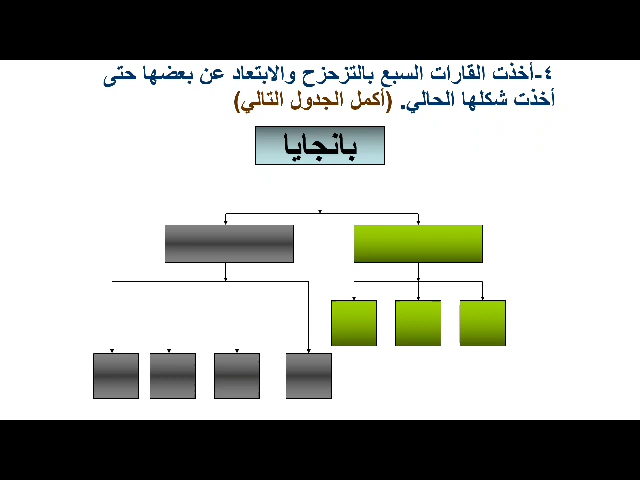 ٤-أخذت القارات السبع بالتزحزح والابتعاد عن بعضها حتى
أخذت شكلها الحالي. (أكمل الجدول التالي)
بانجايا